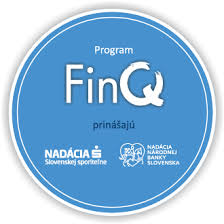 Program
FinQ
prinášajú
NADÁCIA
Slovenskej sporiteľne
NADÁCIA
NÁRODNEJ
BANKY
SLOVENSKA